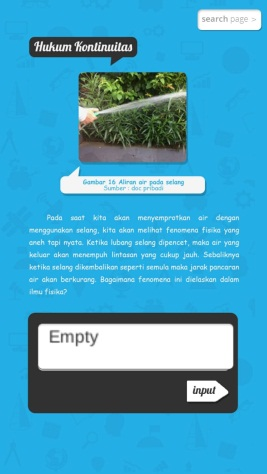 search page >
Hukum Kontinuitas
Gambar 16 Aliran air pada selang
Sumber : doc pribadi
Pada saat kita akan menyemprotkan air dengan
menggunakan selang, kita akan melihat fenomena fisika yang
aneh tapi nyata. Ketika lubang selang dipencet, maka air yang
keluar akan menempuh lintasan yang cukup jauh. Sebaliknya
ketika selang dikembalikan seperti semula maka jarak pancaran
air akan berkurang. Bagaimana fenomena ini dielaskan dalam
ilmu fisika?
Empty
input